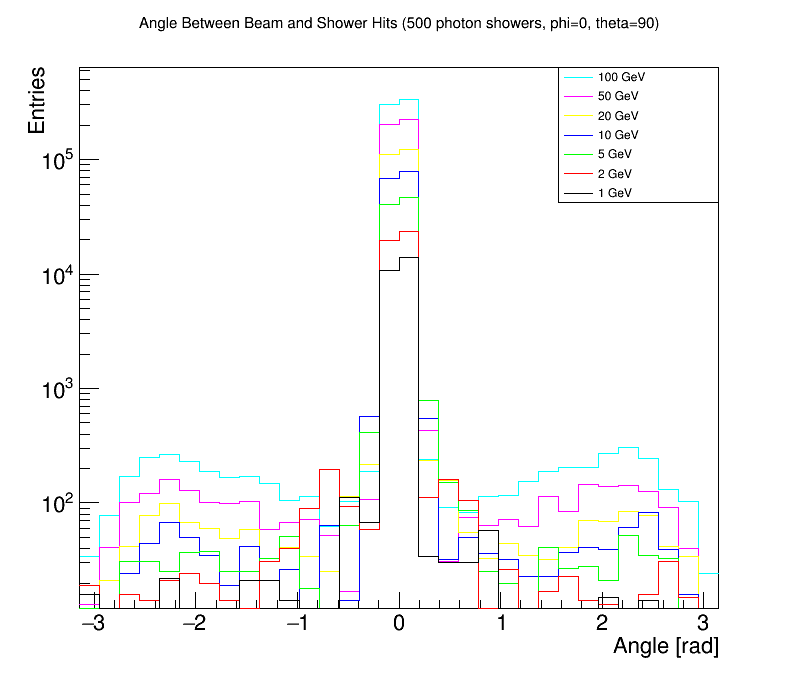 Angle Between Beam and Shower Hits (500 photon showers, phi=0, theta=90)
Entries
100 GeV
50 GeV
20 GeV
10 GeV
5 GeV
2 GeV
1 GeV
10^5
10^4
10^3
10^2
−3 −2 −1 0 1 2 3
Angle [rad]